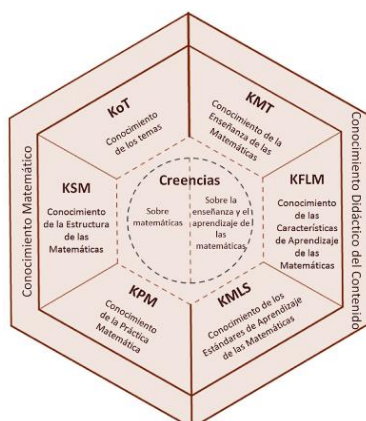 Conocimiento Matemático
KoT
Conocimiento
de los temas
KMT
Conocimiento de la
Enseñanza de las
Matemáticas
KSM
Conocimiento
de la Estructura
de las
Matemáticas
Creencias
Sobre
matemáticas
Sobre la
enseñanza y el
aprendizaje de
las
matemáticas
KFLM
Conocimiento
de las
Características
de Aprendizaje
de las
Matemáticas
KPM
Conocimiento
de la Práctica
Matemática
KMLS
Conocimiento de los
Estándares de Aprendizaje
de las Matemáticas
Conocimiento Didáctico del Contenido